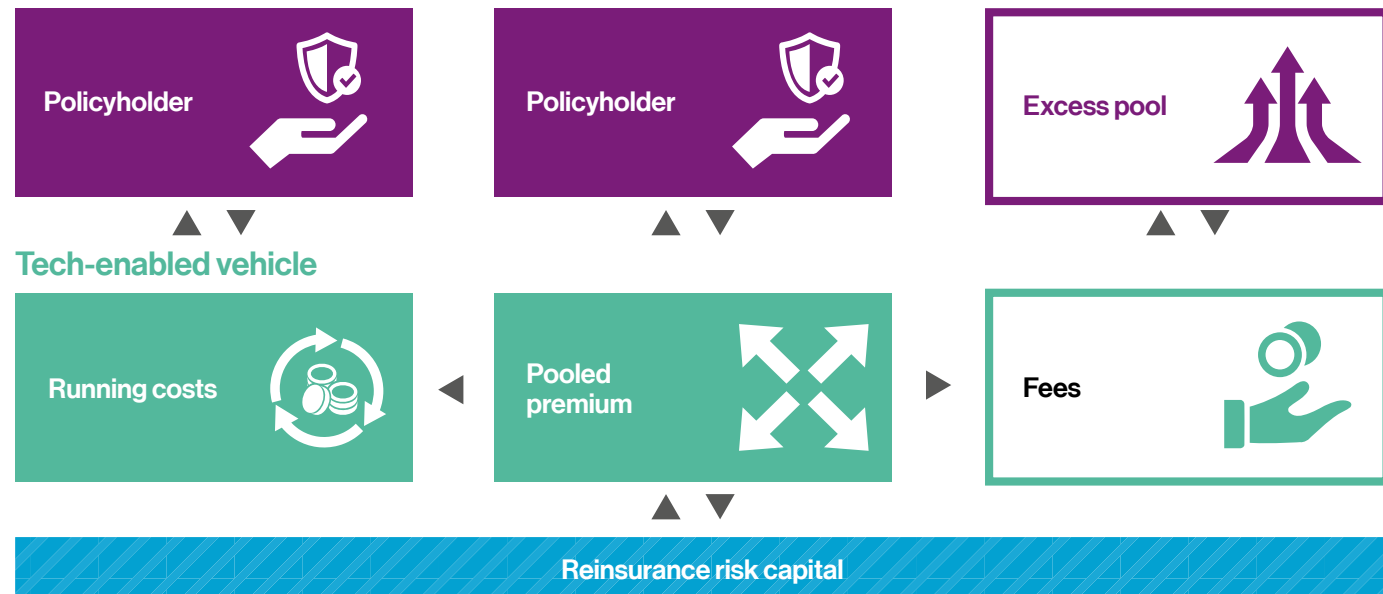 Policyholder
Policyholder
Excess pool
Tech-enabled vehicle
Running costs
Pooled
premium
Fees
Reinsurance risk capital